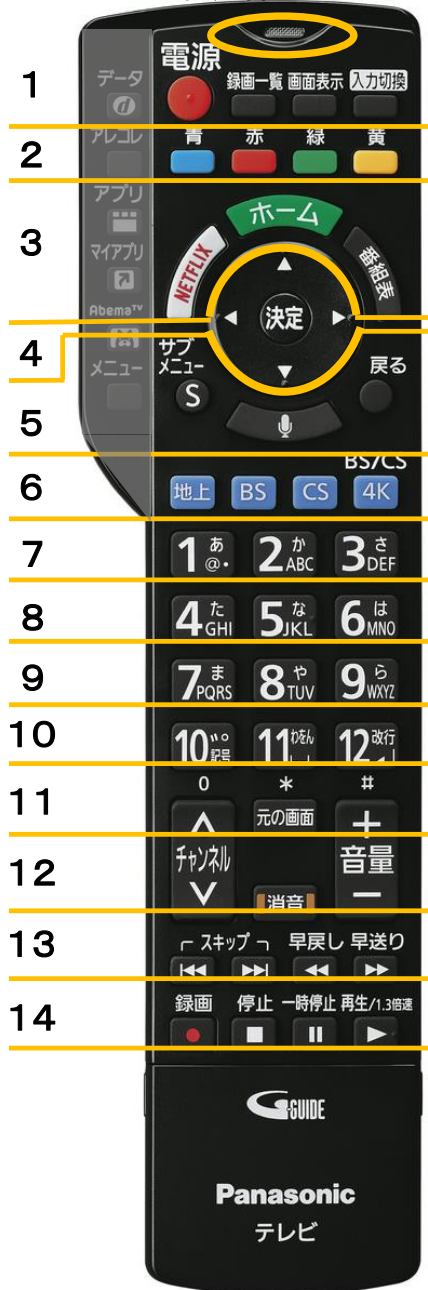 電源
録画一覧 画面表示 入力切換
データ
d
1
アレコレ
青 赤 緑 黄
2
アプリ
ホーム
3
マイアプリ
NETFLIX
番組表
AbemaTV
決定
4
サブ
メニュー
戻る
メニュー
S
5
BS/CS
6
地上 BS CS 4K
7
1 あ @. 2 か ABC 3 さ DEF
8
4 た GHI 5 な JKL 6 は MNO
9
7 ま PQRS 8 や TUV 9 ら WXYZ
10
10 ゛゜ 記号 11 わをん 12 改行
0 * #
11
元の画面 +
12
チャンネル 音量
消音 -
13
スキップ 早戻し 早送り
14
録画 停止 一時停止 再生/1.3倍速
G-GUIDE
Panasonic
テレビ